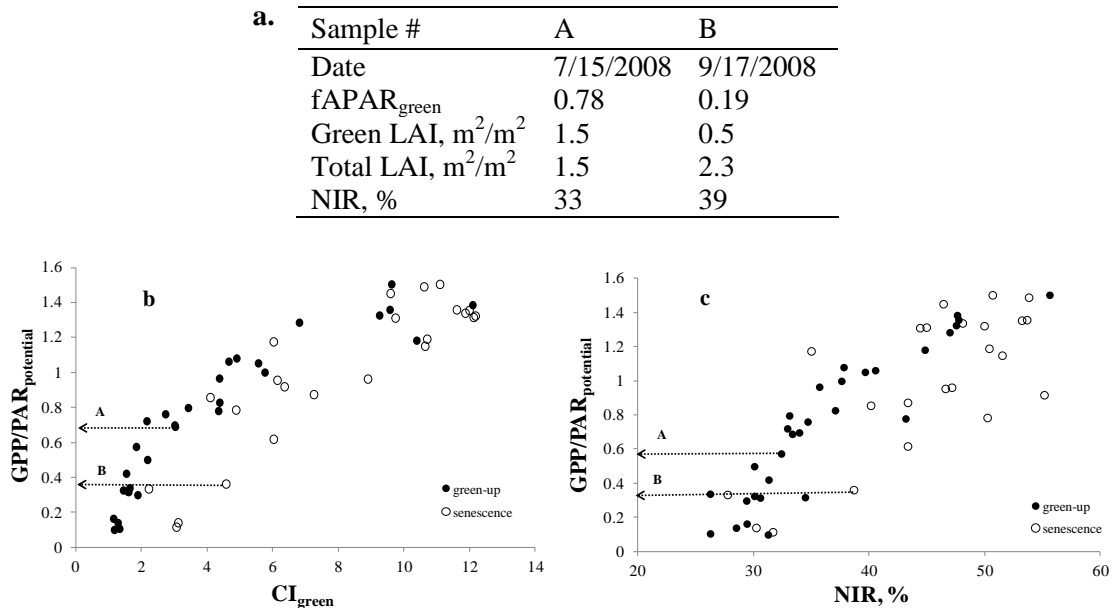 a.
Sample # A B
Date 7/15/2008 9/17/2008
fAPARgreen 0.78 0.19
Green LAI, m²/m² 1.5 0.5
Total LAI, m²/m² 1.5 2.3
NIR, % 33 39
b
GPP/PARpotential
1.6
1.4
1.2
1
0.8
0.6
0.4
0.2
0
A
B
green-up
senescence
0 2 4 6 8 10 12 14
CIgreen
c
GPP/PARpotential
1.6
1.4
1.2
1
0.8
0.6
0.4
0.2
0
A
B
green-up
senescence
20 30 40 50 60
NIR, %